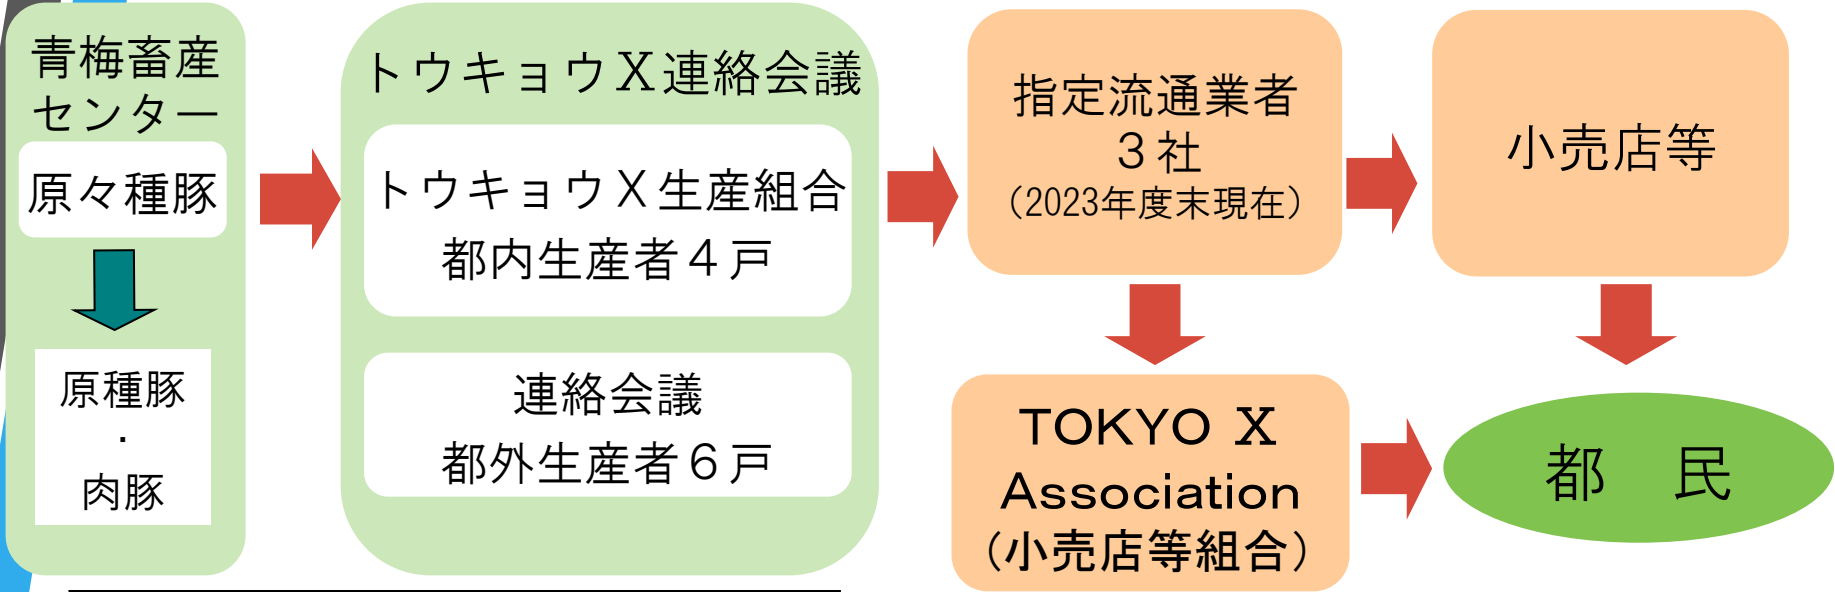 青梅畜産
センター
原々種豚
原種豚
・
肉豚
トウキョウX連絡会議
トウキョウX生産組合
都内生産者4戸
連絡会議
都外生産者6戸
指定流通業者
3社
(2023年度末現在)
小売店等
TOKYO X
Association
(小売店等組合)
都 民